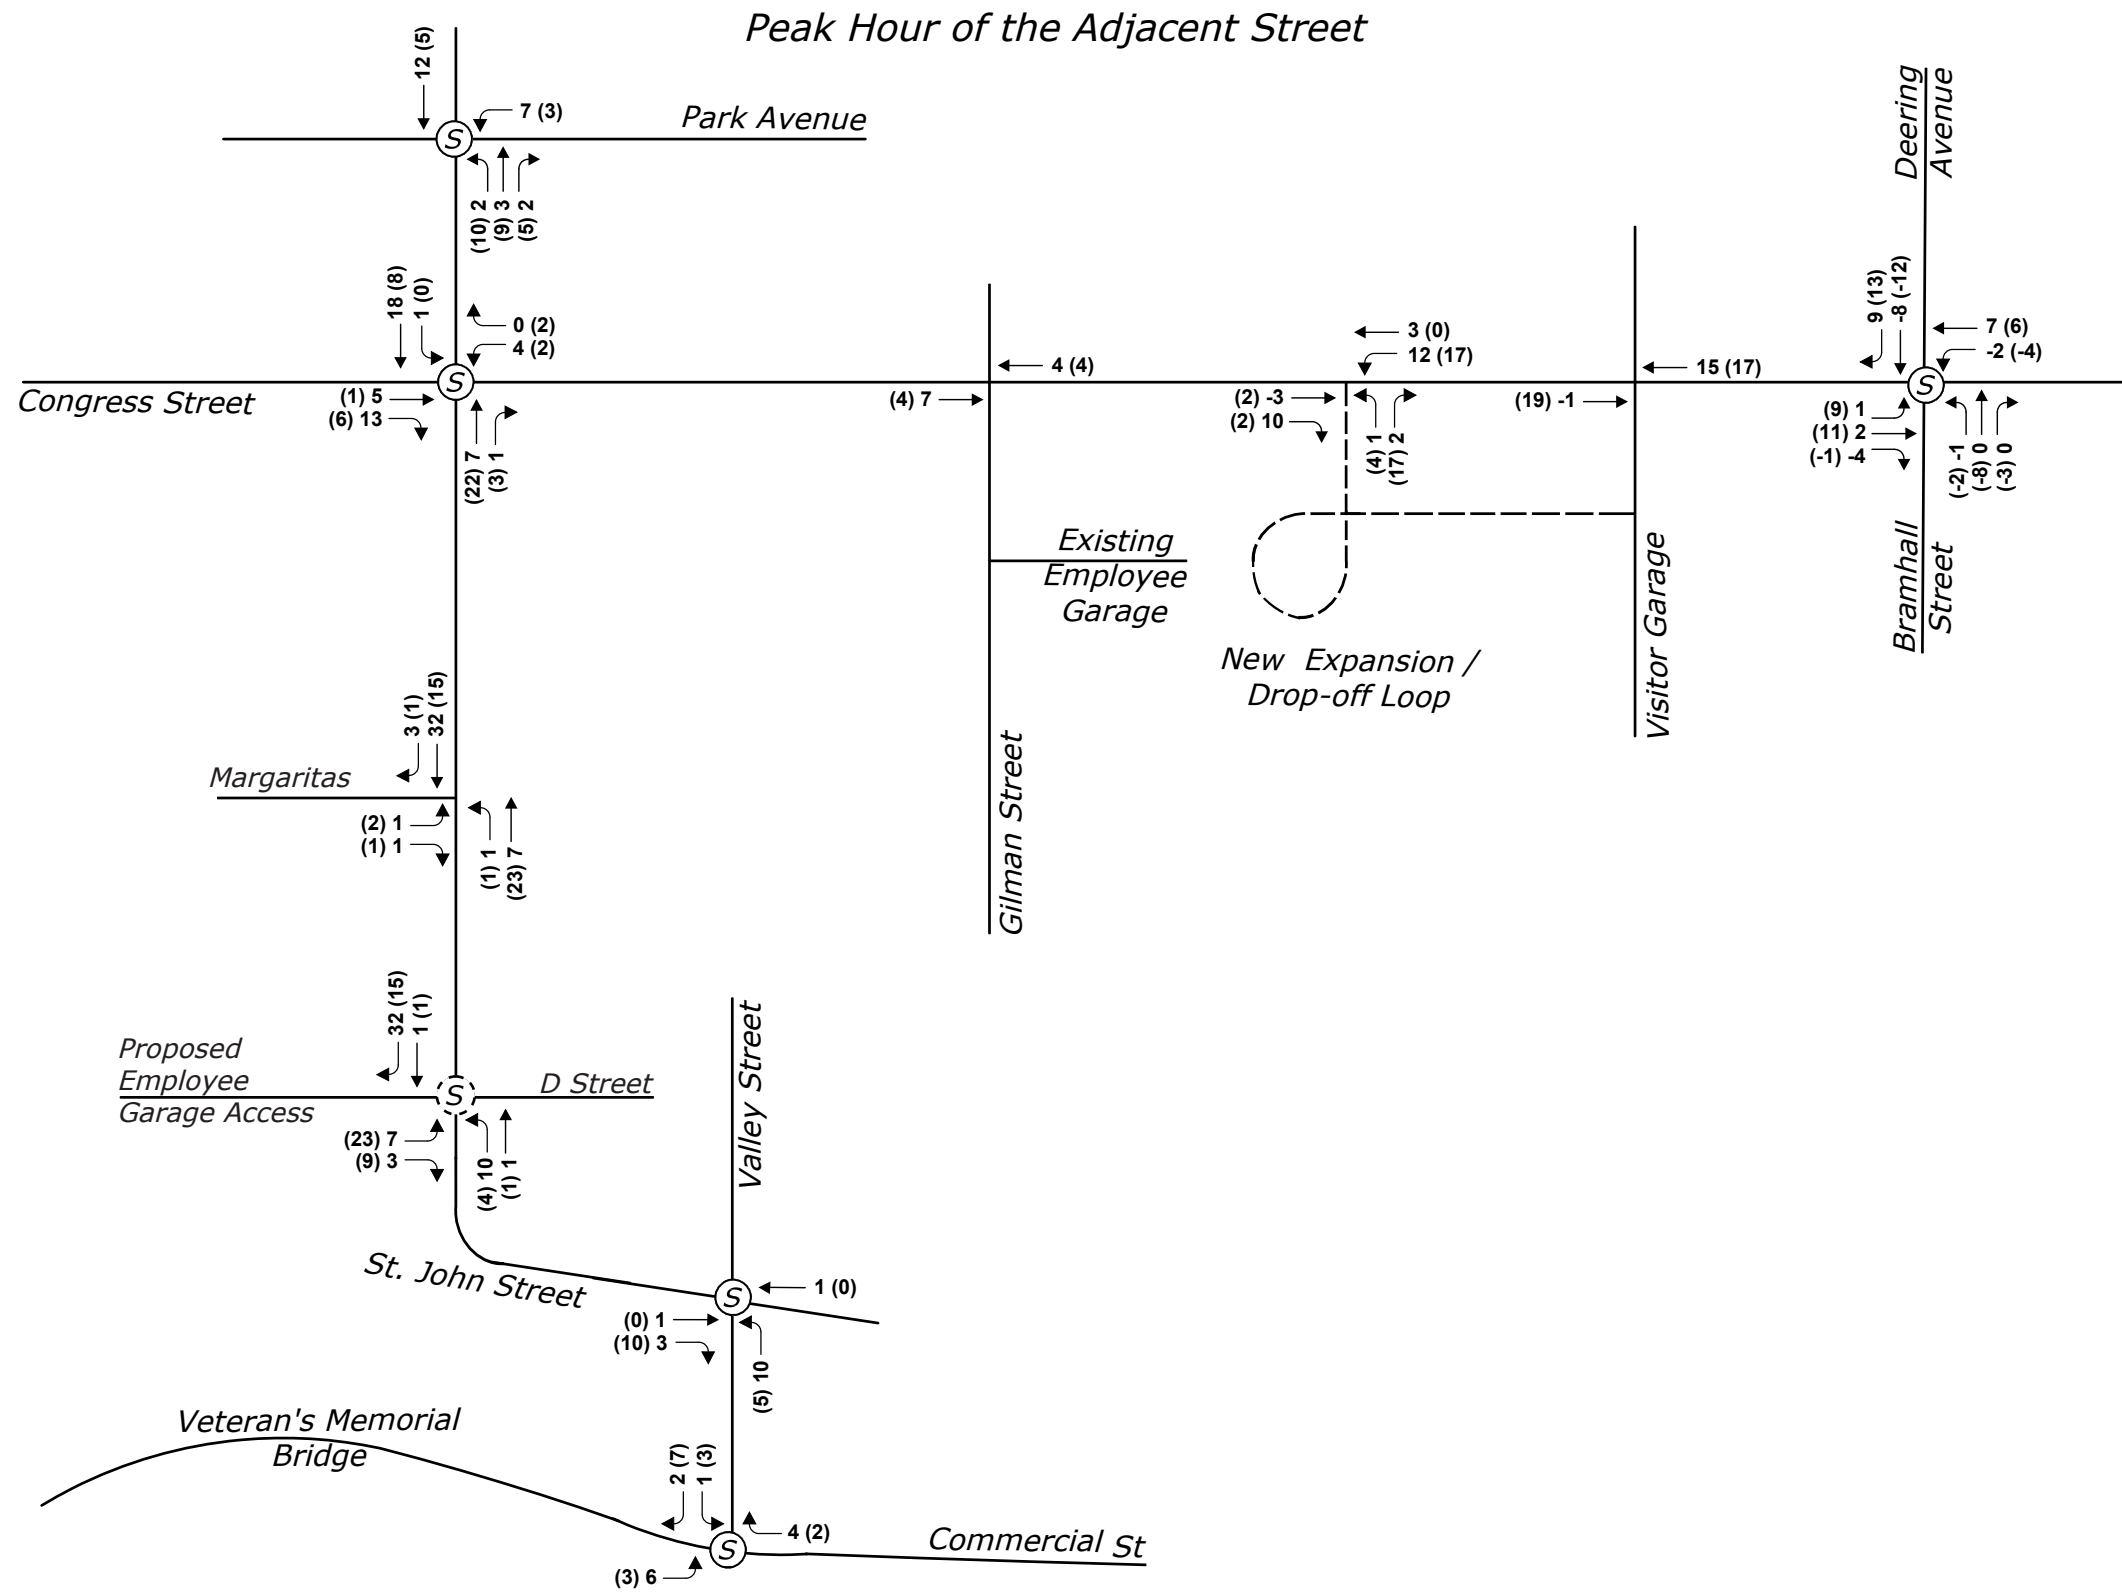 Peak Hour of the Adjacent Street
12 (5)
7 (3)
Park Avenue
S
(10) 2
(9) 3
(5) 2
Deering
Avenue
18 (8)
1 (0)
0 (2)
4 (2)
Congress Street
S
(1) 5
(6) 13
(22) 7
(3) 1
4 (4)
(4) 7
3 (0)
12 (17)
(2) -3
(2) 10
(4) 1
(17) 2
15 (17)
(19) -1
9 (13)
-8 (-12)
7 (6)
-2 (-4)
S
(9) 1
(11) 2
(-1) -4
(-2) -1
(-8) 0
(-3) 0
Existing
Employee
Garage
New Expansion /
Drop-off Loop
Visitor Garage
Bramhall
Street
Gilman Street
3 (1)
32 (15)
Margaritas
(2) 1
(1) 1
(1) 1
(23) 7
32 (15)
1 (1)
Proposed
Employee
Garage Access
S
D Street
(23) 7
(9) 3
(4) 10
(1) 1
Valley Street
St. John Street
S
1 (0)
(0) 1
(10) 3
(5) 10
Veteran's Memorial
Bridge
2 (7)
1 (3)
S
4 (2)
Commercial St
(3) 6